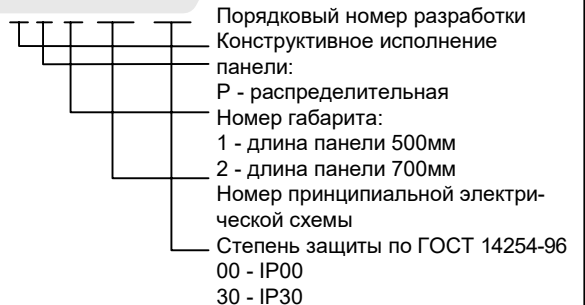 Порядковый номер разработки
Конструктивное исполнение
панели:
Р - распределительная
Номер габарита:
1 - длина панели 500мм
2 - длина панели 700мм
Номер принципиальной электри-
ческой схемы
Степень защиты по ГОСТ 14254-96
00 - IP00
30 - IP30